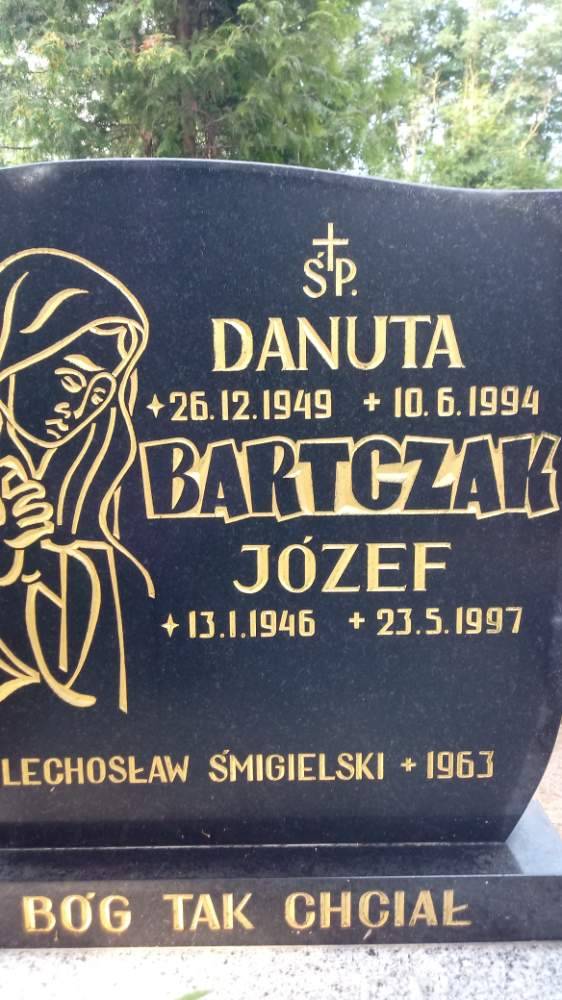 ŚP.
DANUTA
✦26.12.1949 +10.6.1994
BARTCZAK
JÓZEF
✦13.1.1946 +23.5.1997
LECHOSŁAW ŚMIGIELSKI +1963
BÓG TAK CHCIAŁ